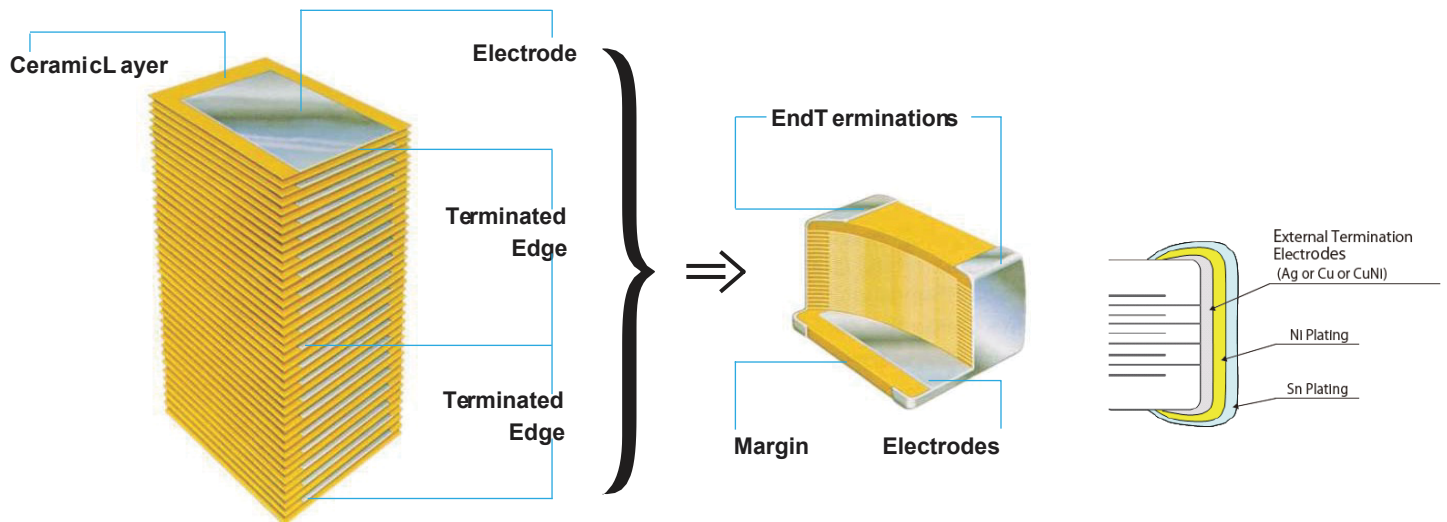 CeramicL ayer
Electrode
Terminated
Edge
Terminated
Edge
EndT erminations
Margin
Electrodes
External Termination
Electrodes
(Ag or Cu or CuNi)
Ni Plating
Sn Plating